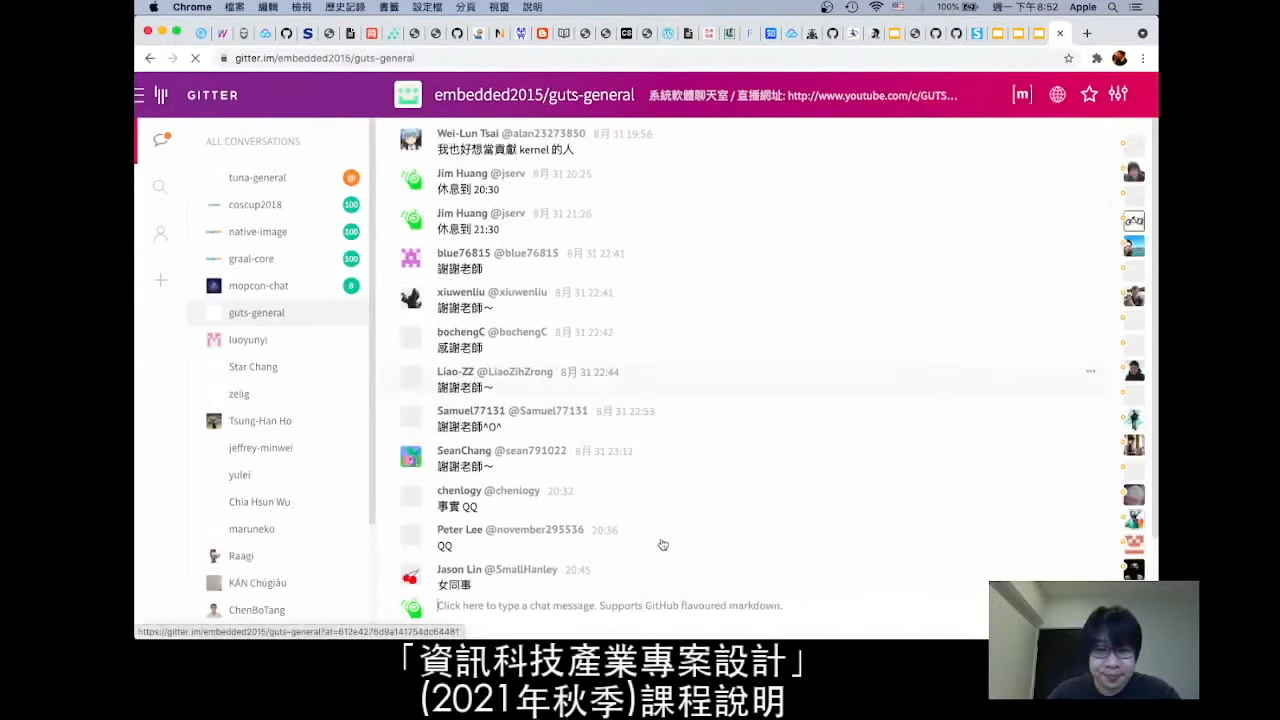 Chrome 檔案 編輯 檢視 歷史記錄 書籤 設定檔 分頁 視窗 說明 100% 週一 下午8:52 Apple
gitter.im/embedded2015/guts-general
GITTER
embedded2015/guts-general 系統軟體聊天室 / 直播網址: http://www.youtube.com/c/GUTS...
ALL CONVERSATIONS
tuna-general @
coscup2018 100
native-image 100
graal-core 100
mopcon-chat 8
guts-general
luoyunyi
Star Chang
zelig
Tsung-Han Ho
jeffrey-minwei
yulei
Chia Hsun Wu
maruneko
Raagi
KÁN Chúgiâu
ChenBoTang
Wei-Lun Tsai @alan23273850 8月 31 19:56
我也好想當貢獻 kernel 的人
Jim Huang @jserv 8月 31 20:25
休息到 20:30
Jim Huang @jserv 8月 31 21:26
休息到 21:30
blue76815 @blue76815 8月 31 22:41
謝謝老師
xiuwenliu @xiuwenliu 8月 31 22:41
謝謝老師~
bochengC @bochengC 8月 31 22:42
感謝老師
Liao-ZZ @LiaoZihZrong 8月 31 22:44
謝謝老師~
Samuel77131 @Samuel77131 8月 31 22:53
謝謝老師^O^
SeanChang @sean791022 8月 31 23:12
謝謝老師~
chenlogy @chenlogy 20:32
事實 QQ
Peter Lee @november295536 20:36
QQ
Jason Lin @SmallHanley 20:45
女同事
Click here to type a chat message. Supports GitHub flavoured markdown.
https://gitter.im/embedded2015/guts-general?at=612e4276d9a141754dc64481
「資訊科技產業專案設計」
(2021年秋季)課程說明